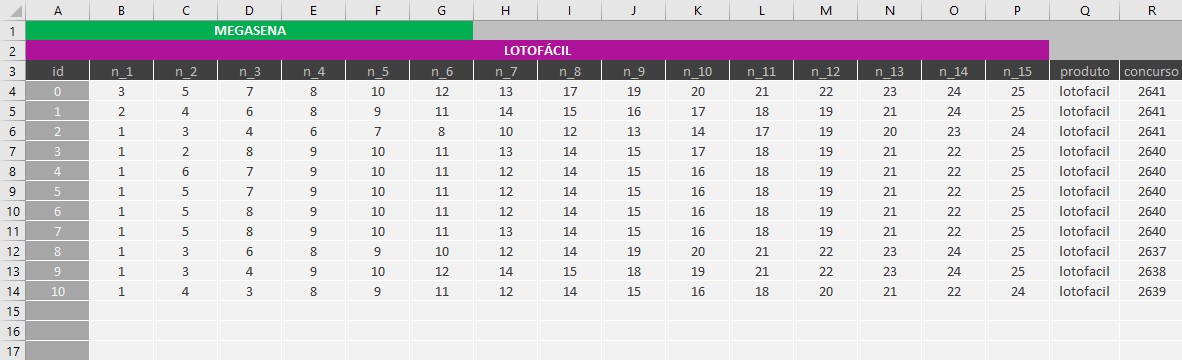 A B C D E F G H I J K L M N O P Q R
1 MEGASENA
2 LOTOFÁCIL
3 id n_1 n_2 n_3 n_4 n_5 n_6 n_7 n_8 n_9 n_10 n_11 n_12 n_13 n_14 n_15 produto concurso
4 0 3 5 7 8 10 12 13 17 19 20 21 22 23 24 25 lotofacil 2641
5 1 2 4 6 8 9 11 14 15 16 17 18 19 21 24 25 lotofacil 2641
6 2 1 3 4 6 7 8 10 12 13 14 17 19 20 23 24 lotofacil 2641
7 3 1 2 8 9 10 11 13 14 15 17 18 19 21 22 25 lotofacil 2640
8 4 1 6 7 9 10 11 12 14 15 16 18 19 21 22 25 lotofacil 2640
9 5 1 5 7 9 10 11 12 14 15 16 18 19 21 22 25 lotofacil 2640
10 6 1 5 8 9 10 11 12 14 15 16 18 19 21 22 25 lotofacil 2640
11 7 1 5 8 9 10 11 13 14 15 16 18 19 21 22 25 lotofacil 2640
12 8 1 3 6 8 9 10 12 14 19 20 21 22 23 24 25 lotofacil 2637
13 9 1 3 4 9 10 12 14 15 18 19 21 22 23 24 25 lotofacil 2638
14 10 1 4 3 8 9 11 12 14 15 16 18 20 21 22 24 lotofacil 2639
15
16
17